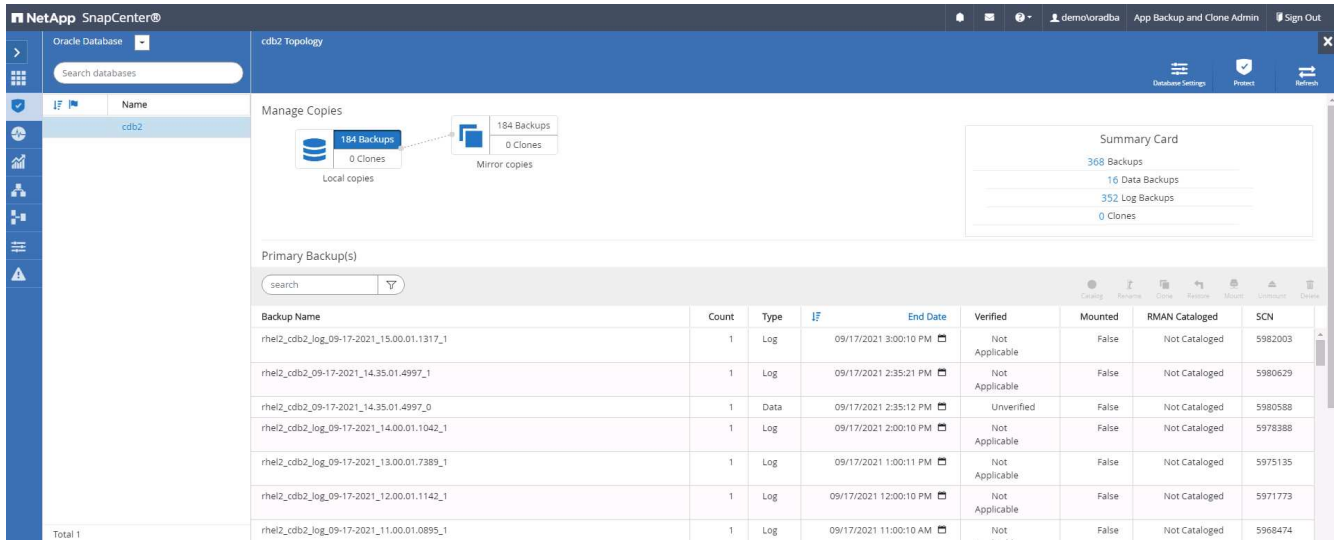 NetApp SnapCenter®
demo\oradba App Backup and Clone Admin Sign Out
Oracle Database
cdb2 Topology
Search databases
Database Settings
Protect
Refresh
Name
cdb2
Total 1
Manage Copies
184 Backups
0 Clones
Local copies
184 Backups
0 Clones
Mirror copies
Summary Card
368 Backups
16 Data Backups
352 Log Backups
0 Clones
Primary Backup(s)
search
Catalog Rename Clone Restore Mount Unmount Delete
Backup Name Count Type End Date Verified Mounted RMAN Cataloged SCN
rhel2_cdb2_log_09-17-2021_15.00.01.1317_1 1 Log 09/17/2021 3:00:10 PM Not Applicable False Not Cataloged 5982003
rhel2_cdb2_09-17-2021_14.35.01.4997_1 1 Log 09/17/2021 2:35:21 PM Not Applicable False Not Cataloged 5980629
rhel2_cdb2_09-17-2021_14.35.01.4997_0 1 Data 09/17/2021 2:35:12 PM Unverified False Not Cataloged 5980588
rhel2_cdb2_log_09-17-2021_14.00.01.1042_1 1 Log 09/17/2021 2:00:10 PM Not Applicable False Not Cataloged 5978388
rhel2_cdb2_log_09-17-2021_13.00.01.7389_1 1 Log 09/17/2021 1:00:11 PM Not Applicable False Not Cataloged 5975135
rhel2_cdb2_log_09-17-2021_12.00.01.1142_1 1 Log 09/17/2021 12:00:10 PM Not Applicable False Not Cataloged 5971773
rhel2_cdb2_log_09-17-2021_11.00.01.0895_1 1 Log 09/17/2021 11:00:10 AM Not False Not Cataloged 5968474